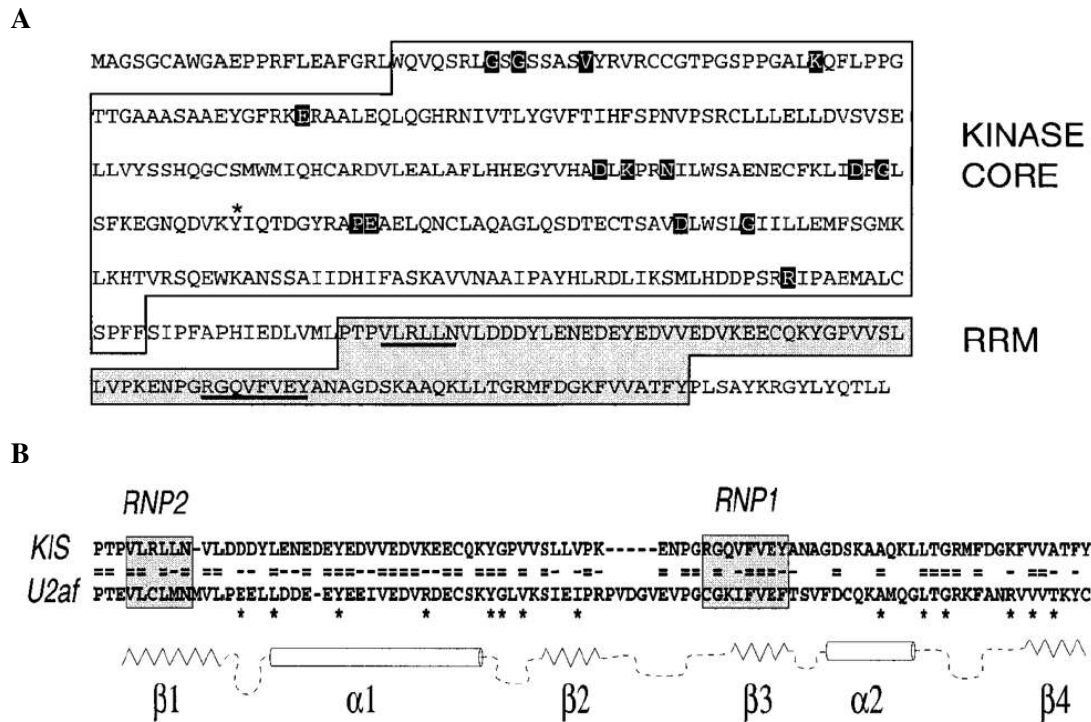 A
MAGSGCAWGAEPPRFLEAFGRLWQVQSRLGSGSSASVYRVRCCGTPGSPPGALKQFLPPG
TTGAAASAAEYGFRKERAALEQLQGHRNIVTLYGVFTIHFSPNVPSRCLLLELLDVSVSE
KINASE
LLVYSSHQGCSMWMIQHCARDVLEALAFLHHEGYVHADLKPRNILWSAENECFKLIDFGL
CORE
*
SFKEGNQDVKYIQTDGYRAPEAELQNCLAQAGLQSDTECTSAVDLWSLGIILLEMFSGMK
LKHTVRSQEWKANSSAIIDHIFASKAVVNAAIPAYHLRDLIKSMLHDDPSRRIPAEMALC
SPFFSIPFAPHIEDLVMLPTPVLRLLNVLDDDYLENEDEYEDVVEDVKEECQKYGPVVSL
RRM
LVPKENPGRGQVFVEYANAGDSKAAQKLLTGRMFDGKFVVATFYPLSAYKRGYLYQTLL
B
RNP2 RNP1
KIS PTPVLRLLN-VLDDDYLENEDEYEDVVEDVKEECQKYGPVVSLLVPK-----ENPGRGQVFVEYANAGDSKAAQKLLTGRMFDGKFVVATFY
U2af PTEVLCLMNMVLPEELLDDE-EYEEIVEDVRDECSKYGLVKSIEIPRPVDGVEVPGCGKIFVEFTSVFDCQKAMQGLTGRKFANRVVVTKYC
* * * * * * * * * * * * * *
β1 α1 β2 β3 α2 β4